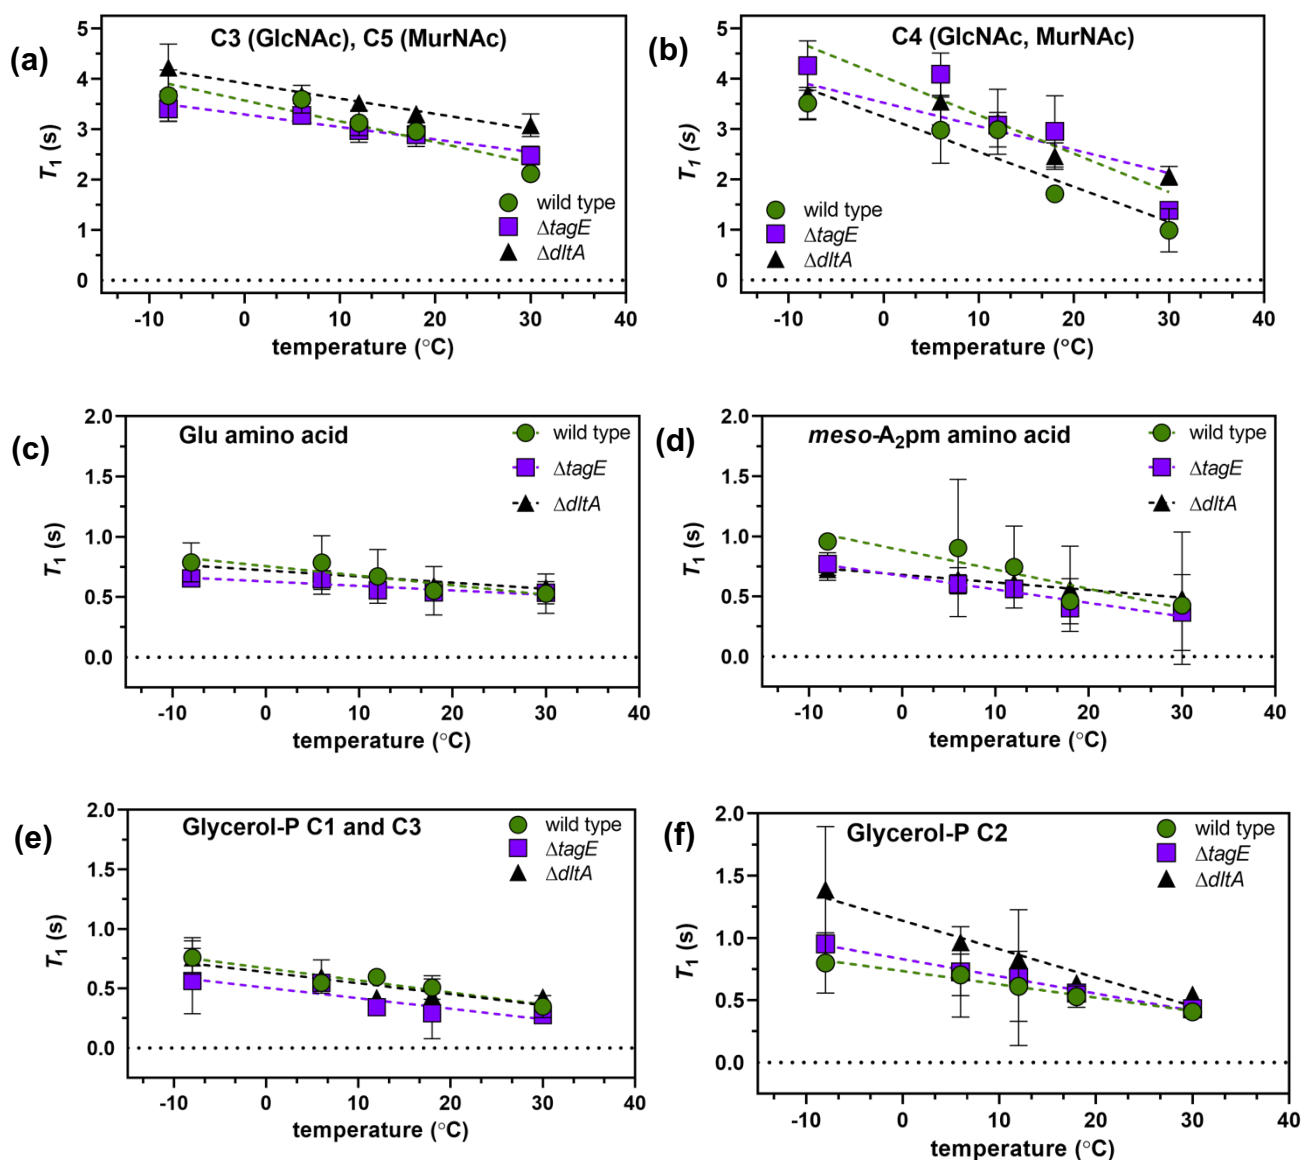 (a)
C3 (GlcNAc), C5 (MurNAc)
T1 (s)
5
4
3
2
1
0
wild type
ΔtagE
ΔdltA
-10 0 10 20 30 40
temperature (°C)
(b)
C4 (GlcNAc, MurNAc)
T1 (s)
5
4
3
2
1
0
wild type
ΔtagE
ΔdltA
-10 0 10 20 30 40
temperature (°C)
(c)
Glu amino acid
T1 (s)
2.0
1.5
1.0
0.5
0.0
wild type
ΔtagE
ΔdltA
-10 0 10 20 30 40
temperature (°C)
(d)
meso-A2pm amino acid
T1 (s)
2.0
1.5
1.0
0.5
0.0
wild type
ΔtagE
ΔdltA
-10 0 10 20 30 40
temperature (°C)
(e)
Glycerol-P C1 and C3
T1 (s)
2.0
1.5
1.0
0.5
0.0
wild type
ΔtagE
ΔdltA
-10 0 10 20 30 40
temperature (°C)
(f)
Glycerol-P C2
T1 (s)
2.0
1.5
1.0
0.5
0.0
wild type
ΔtagE
ΔdltA
-10 0 10 20 30 40
temperature (°C)